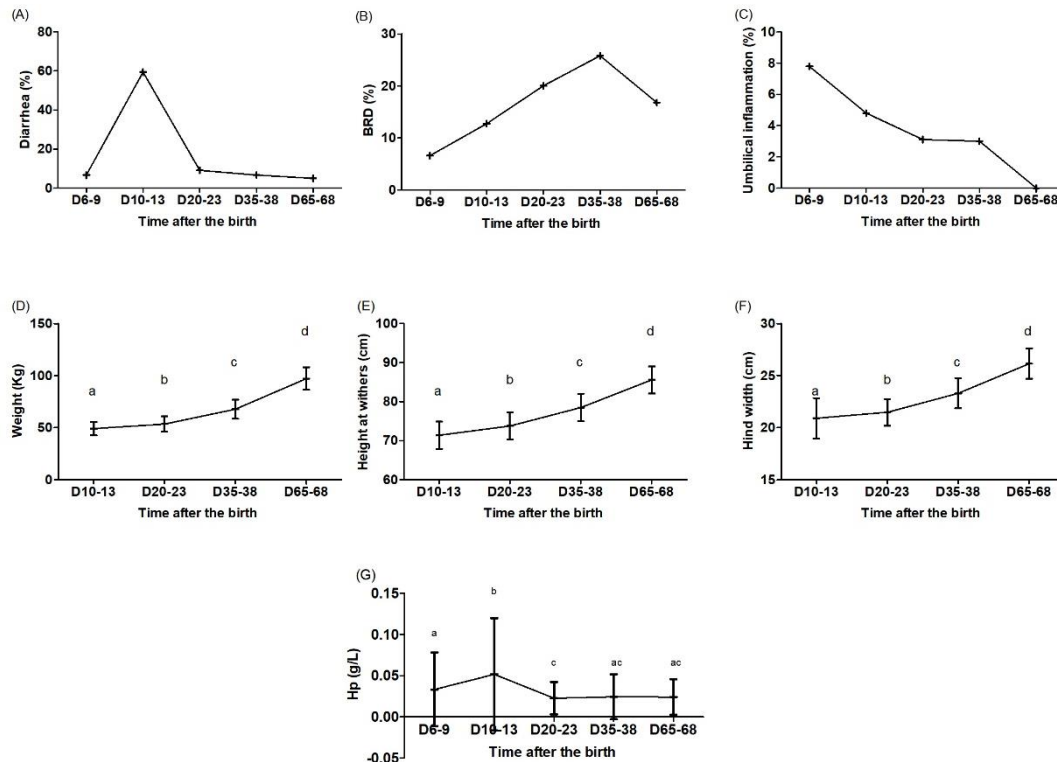 (A)
Diarrhea (%)
80
60
40
20
0
D6-9 D10-13 D20-23 D35-38 D65-68
Time after the birth
(B)
BRD (%)
30
20
10
0
D6-9 D10-13 D20-23 D35-38 D65-68
Time after the birth
(C)
Umbilical inflammation (%)
10
8
6
4
2
0
D6-9 D10-13 D20-23 D35-38 D65-68
Time after the birth
(D)
Weight (Kg)
150
100
50
0
a b c d
D10-13 D20-23 D35-38 D65-68
Time after the birth
(E)
Height at withers (cm)
100
90
80
70
60
a b c d
D10-13 D20-23 D35-38 D65-68
Time after the birth
(F)
Hind width (cm)
30
25
20
15
a b c d
D10-13 D20-23 D35-38 D65-68
Time after the birth
(G)
Hp (g/L)
0.15
0.10
0.05
0.00
-0.05
a b c ac ac
D6-9 D10-13 D20-23 D35-38 D65-68
Time after the birth